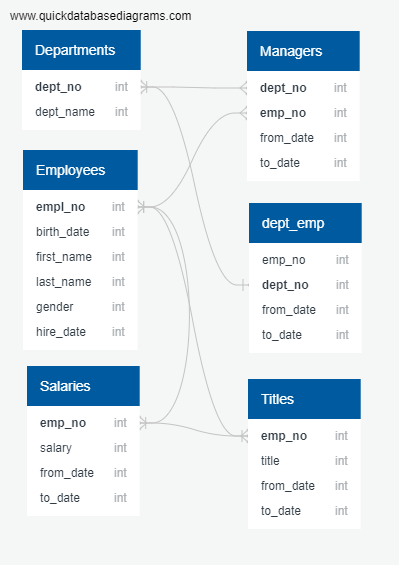 www.quickdatabasediagrams.com
Departments
dept_no int
dept_name int
Managers
dept_no int
emp_no int
from_date int
to_date int
Employees
empl_no int
birth_date int
first_name int
last_name int
gender int
hire_date int
dept_emp
emp_no int
dept_no int
from_date int
to_date int
Salaries
emp_no int
salary int
from_date int
to_date int
Titles
emp_no int
title int
from_date int
to_date int